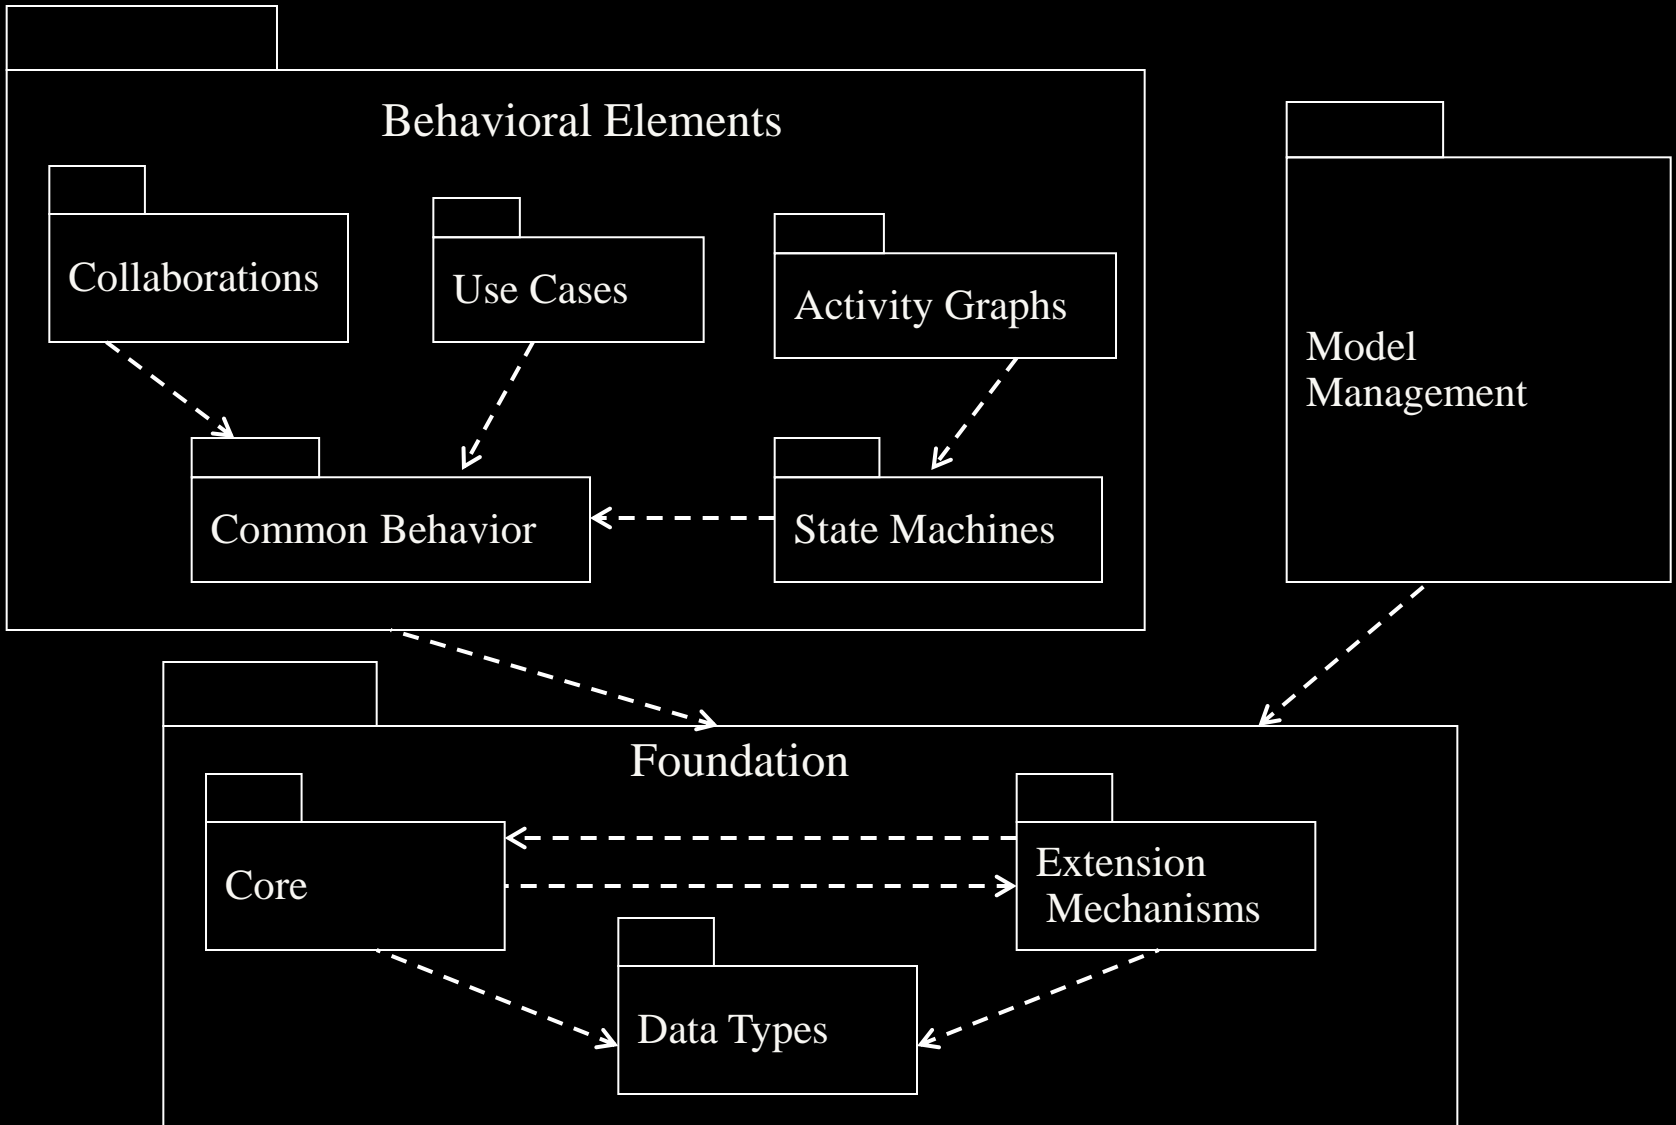 Behavioral Elements
Collaborations
Use Cases
Activity Graphs
Model
Management
Common Behavior
State Machines
Foundation
Core
Extension
Mechanisms
Data Types